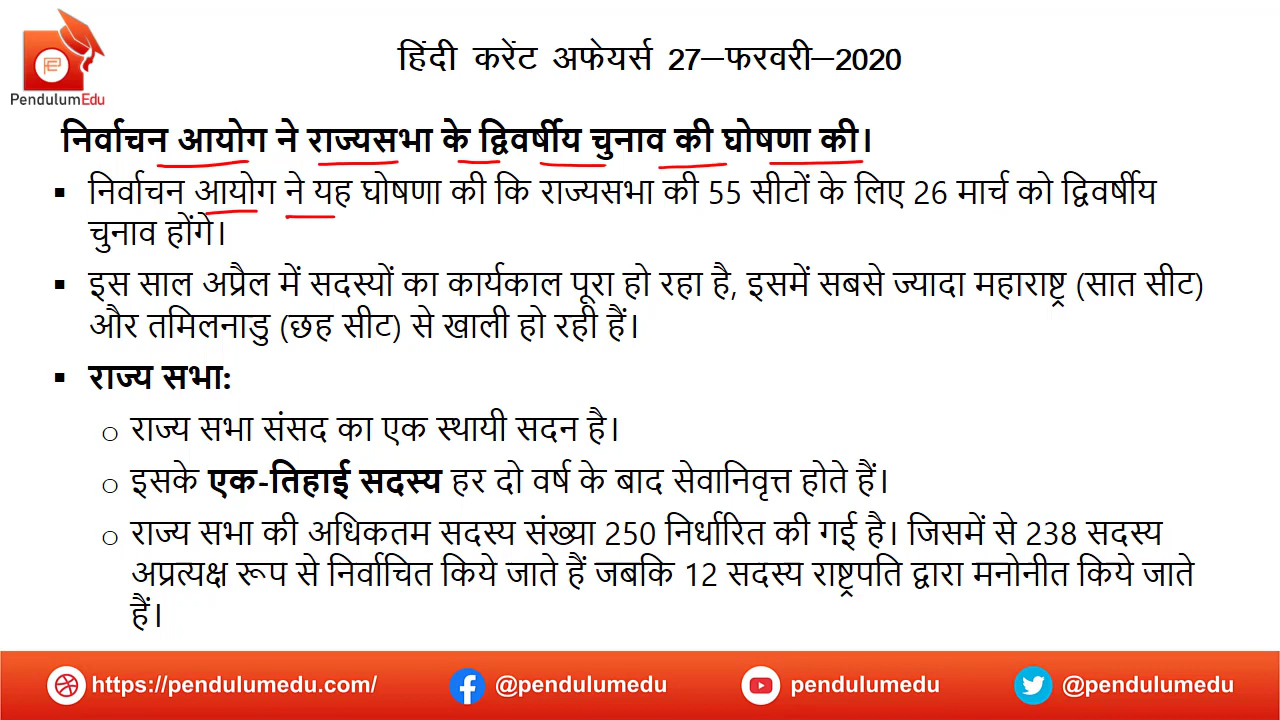 PendulumEdu
हिंदी करेंट अफेयर्स 27–फरवरी–2020
निर्वाचन आयोग ने राज्यसभा के द्विवर्षीय चुनाव की घोषणा की।
▪ निर्वाचन आयोग ने यह घोषणा की कि राज्यसभा की 55 सीटों के लिए 26 मार्च को द्विवर्षीय
चुनाव होंगे।
▪ इस साल अप्रैल में सदस्यों का कार्यकाल पूरा हो रहा है, इसमें सबसे ज्यादा महाराष्ट्र (सात सीट)
और तमिलनाडु (छह सीट) से खाली हो रही हैं।
▪ राज्य सभा:
o राज्य सभा संसद का एक स्थायी सदन है।
o इसके एक-तिहाई सदस्य हर दो वर्ष के बाद सेवानिवृत्त होते हैं।
o राज्य सभा की अधिकतम सदस्य संख्या 250 निर्धारित की गई है। जिसमें से 238 सदस्य
अप्रत्यक्ष रूप से निर्वाचित किये जाते हैं जबकि 12 सदस्य राष्ट्रपति द्वारा मनोनीत किये जाते
हैं।
https://pendulumedu.com/ @pendulumedu pendulumedu @pendulumedu